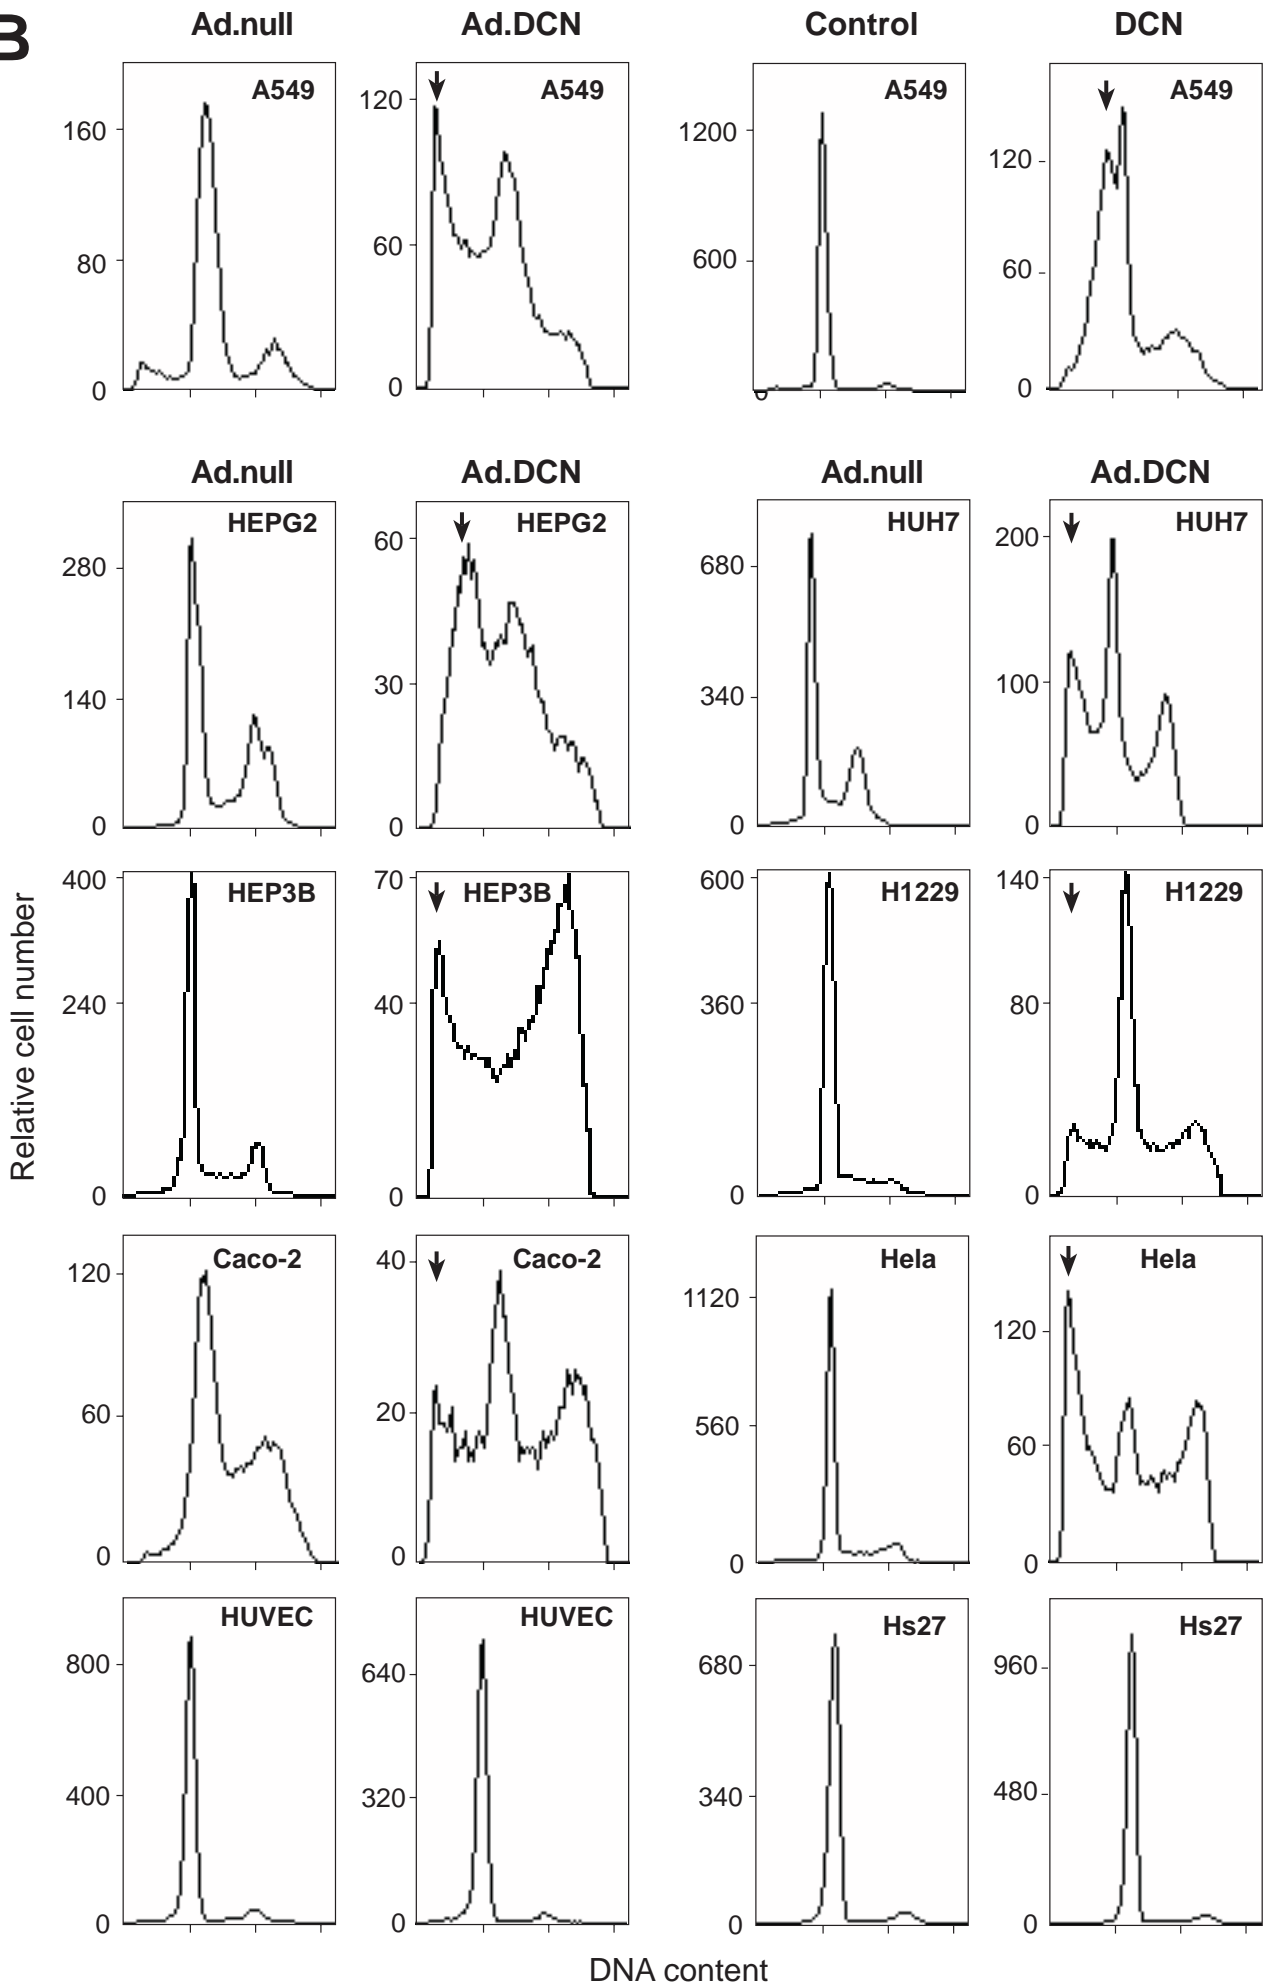 B
Ad.null Ad.DCN Control DCN
A549 A549 A549 A549
160 80 0
120 60 0
1200 600 0
120 60 0
Ad.null Ad.DCN Ad.null Ad.DCN
HEPG2 HEPG2 HUH7 HUH7
280 140 0
60 30 0
680 340 0
200 100 0
Relative cell number
HEP3B HEP3B H1229 H1229
400 240 0
70 40 0
600 360 0
140 80 0
Caco-2 Caco-2 Hela Hela
120 60 0
40 20 0
1120 560 0
120 60 0
HUVEC HUVEC Hs27 Hs27
800 400 0
640 320 0
680 340 0
960 480 0
DNA content